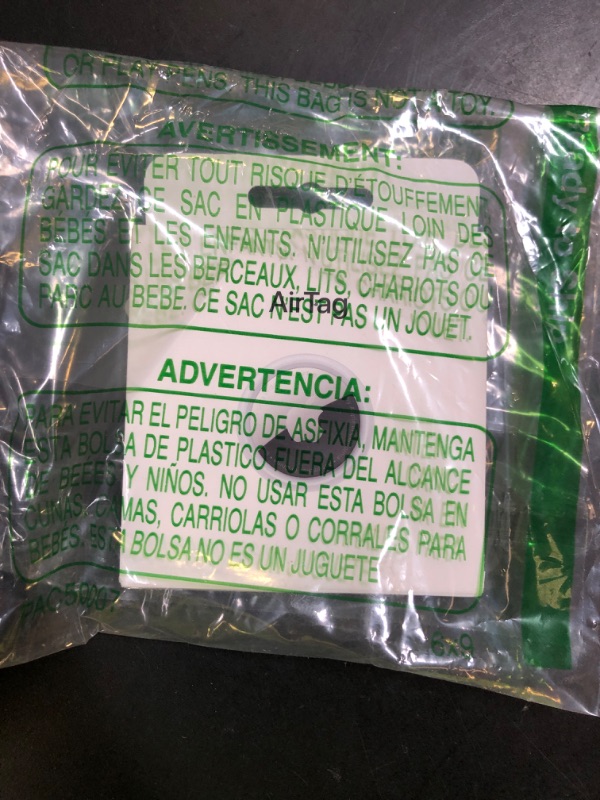 OR PLAY PENS. THIS BAG IS NOT A TOY.
AVERTISSEMENT:
POUR EVITER TOUT RISQUE D'ETOUFFEMENT
GARDEZ CE SAC EN PLASTIQUE LOIN DES
BEBES ET LES ENFANTS. N'UTILISEZ PAS CE
SAC DANS LES BERCEAUX, LITS, CHARIOTS OU
PARC AU BEBE. CE SAC N'EST PAS UN JOUET.
AirTag
ADVERTENCIA:
PARA EVITAR EL PELIGRO DE ASFIXIA, MANTENGA
ESTA BOLSA DE PLASTICO FUERA DEL ALCANCE
DE BEBES Y NIÑOS. NO USAR ESTA BOLSA EN
CUNAS, CAMAS, CARRIOLAS O CORRALES PARA
BEBES. ESTA BOLSA NO ES UN JUGUETE
6x9